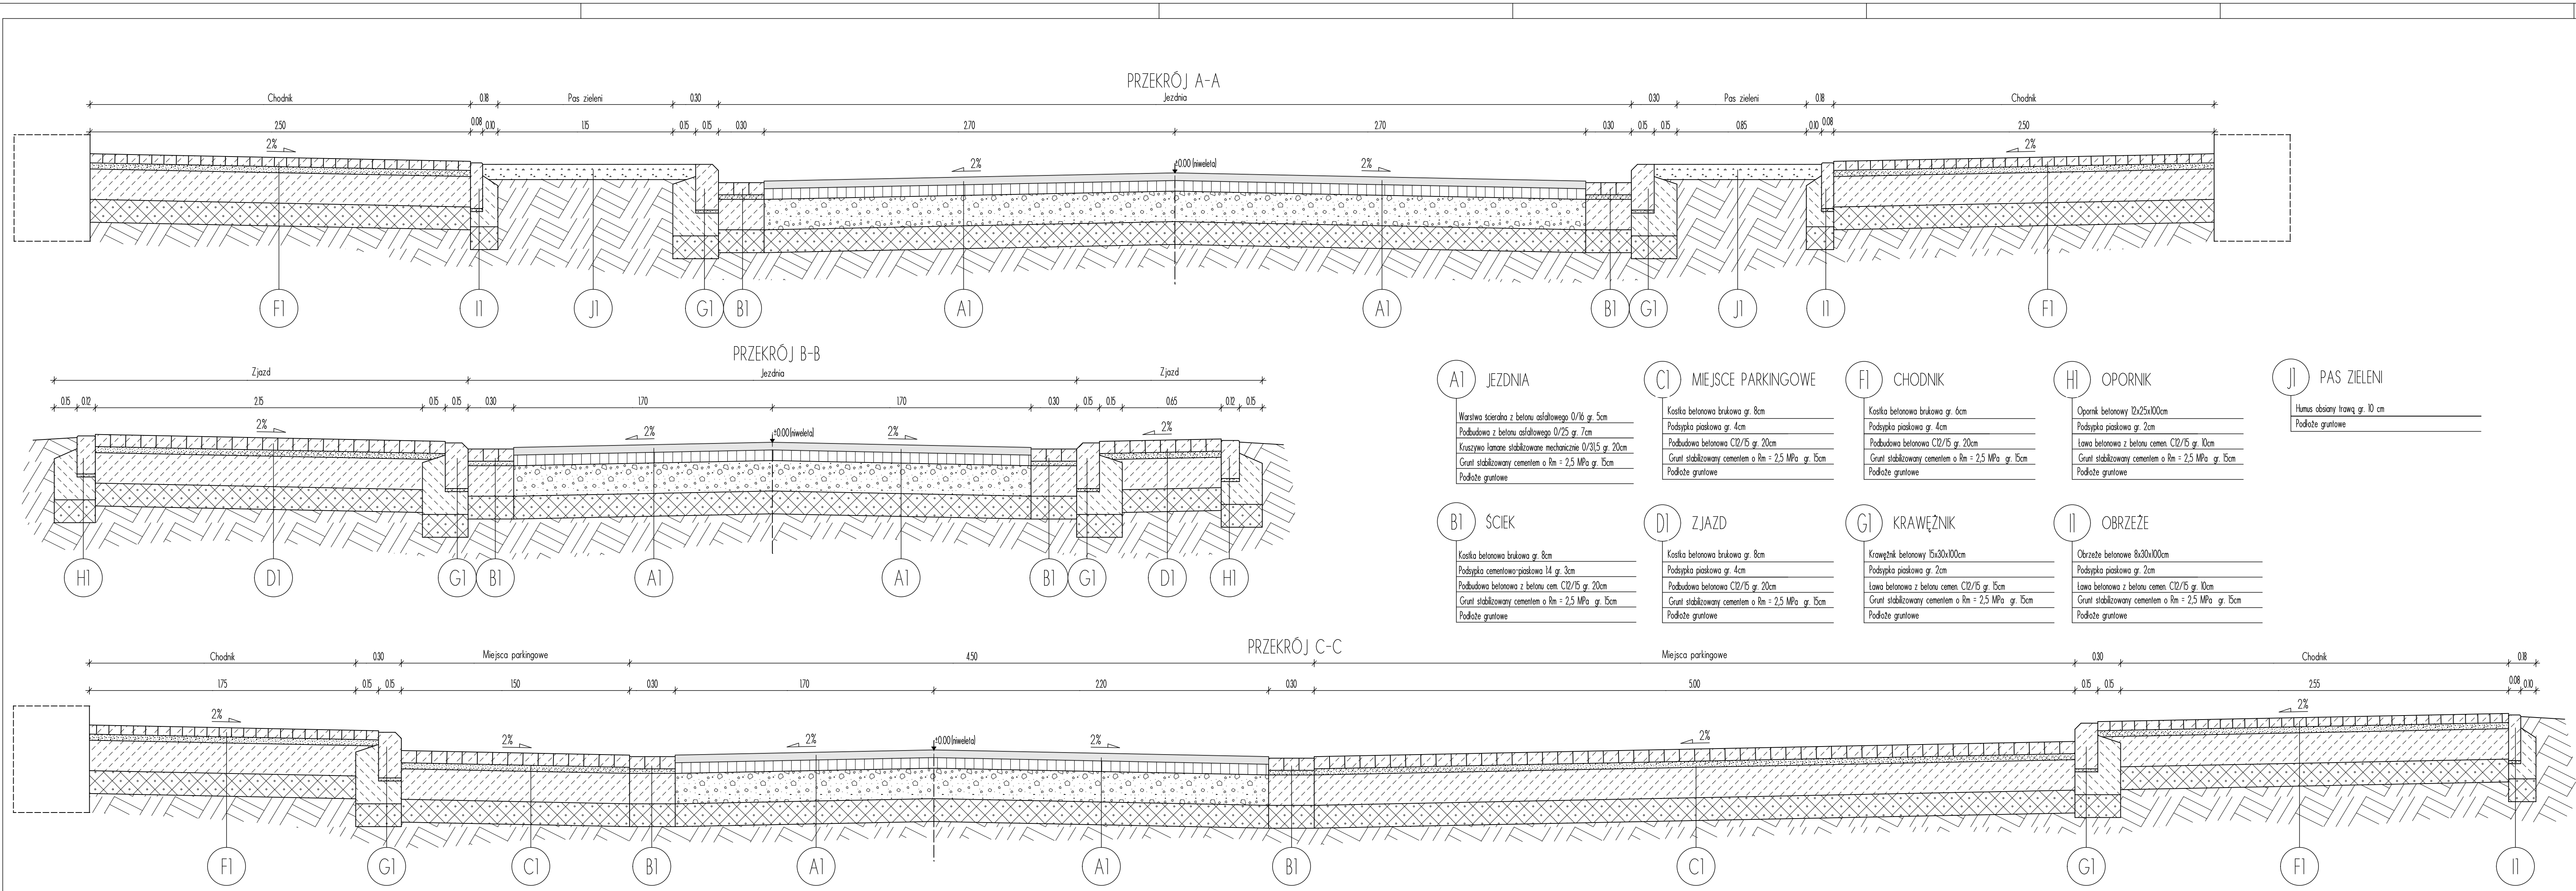 PRZEKRÓJ A-A
Chodnik 0.18 Pas zieleni 0.30 Jezdnia 0.30 Pas zieleni 0.18 Chodnik
2.50 0.08 0.10 1.15 0.15 0.15 0.30 2.70 2.70 0.30 0.15 0.15 0.85 0.10 0.08 2.50
2% 2% ±0.00 (niweleta) 2% 2%
F1 I1 J1 G1 B1 A1 A1 B1 G1 J1 I1 F1
PRZEKRÓJ B-B
Zjazd Jezdnia Zjazd
0.15 0.12 2.15 0.15 0.15 0.30 1.70 1.70 0.30 0.15 0.15 0.65 0.12 0.15
2% 2% ±0.00 (niweleta) 2% 2%
H1 D1 G1 B1 A1 A1 B1 G1 D1 H1
A1 JEZDNIA
Warstwa ścieralna z betonu asfaltowego 0/16 gr. 5cm
Podbudowa z betonu asfaltowego 0/25 gr. 7cm
Kruszywo łamane stabilizowane mechanicznie 0/31,5 gr. 20cm
Grunt stabilizowany cementem o Rm = 2,5 MPa gr. 15cm
Podłoże gruntowe
C1 MIEJSCE PARKINGOWE
Kostka betonowa brukowa gr. 8cm
Podsypka piaskowa gr. 4cm
Podbudowa betonowa C12/15 gr. 20cm
Grunt stabilizowany cementem o Rm = 2,5 MPa gr. 15cm
Podłoże gruntowe
F1 CHODNIK
Kostka betonowa brukowa gr. 6cm
Podsypka piaskowa gr. 4cm
Podbudowa betonowa C12/15 gr. 20cm
Grunt stabilizowany cementem o Rm = 2,5 MPa gr. 15cm
Podłoże gruntowe
H1 OPORNIK
Opornik betonowy 12x25x100cm
Podsypka piaskowa gr. 2cm
Ława betonowa z betonu cemen. C12/15 gr. 10cm
Grunt stabilizowany cementem o Rm = 2,5 MPa gr. 15cm
Podłoże gruntowe
J1 PAS ZIELENI
Humus obsiany trawą gr. 10 cm
Podłoże gruntowe
B1 ŚCIEK
Kostka betonowa brukowa gr. 8cm
Podsypka cementowo-piaskowa 1:4 gr. 3cm
Podbudowa betonowa z betonu cem. C12/15 gr. 20cm
Grunt stabilizowany cementem o Rm = 2,5 MPa gr. 15cm
Podłoże gruntowe
D1 ZJAZD
Kostka betonowa brukowa gr. 8cm
Podsypka piaskowa gr. 4cm
Podbudowa betonowa C12/15 gr. 20cm
Grunt stabilizowany cementem o Rm = 2,5 MPa gr. 15cm
Podłoże gruntowe
G1 KRAWĘŻNIK
Krawężnik betonowy 15x30x100cm
Podsypka piaskowa gr. 2cm
Ława betonowa z betonu cemen. C12/15 gr. 15cm
Grunt stabilizowany cementem o Rm = 2,5 MPa gr. 15cm
Podłoże gruntowe
I1 OBRZEŻE
Obrzeże betonowe 8x30x100cm
Podsypka piaskowa gr. 2cm
Ława betonowa z betonu cemen. C12/15 gr. 10cm
Grunt stabilizowany cementem o Rm = 2,5 MPa gr. 15cm
Podłoże gruntowe
PRZEKRÓJ C-C
Chodnik 0.30 Miejsca parkingowe 4.50 Miejsca parkingowe 0.30 Chodnik 0.18
1.75 0.15 0.15 1.50 0.30 1.70 2.20 0.30 5.00 0.15 0.15 2.55 0.08 0.10
2% 2% 2% ±0.00 (niweleta) 2% 2% 2%
F1 G1 C1 B1 A1 A1 B1 C1 G1 F1 I1